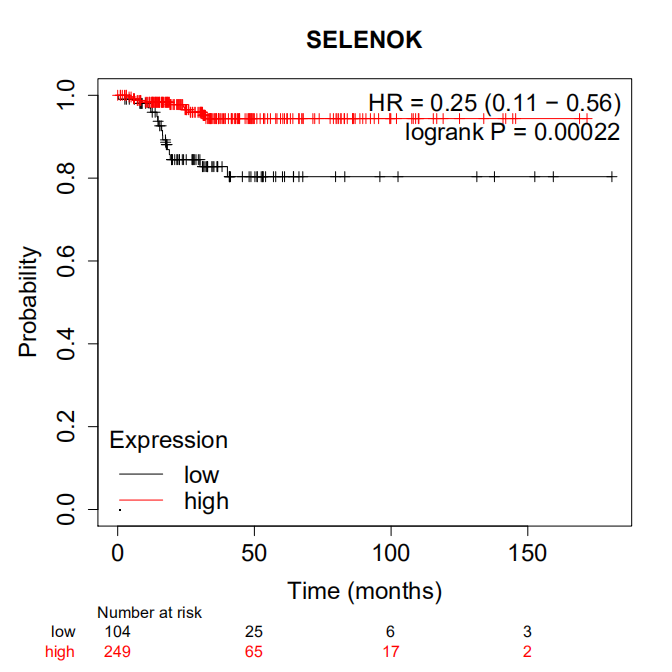 SELENOK
HR = 0.25 (0.11 − 0.56)
logrank P = 0.00022
Probability
1.0
0.8
0.6
0.4
0.2
0.0
Expression
low
high
0 50 100 150
Time (months)
Number at risk
low 104 25 6 3
high 249 65 17 2